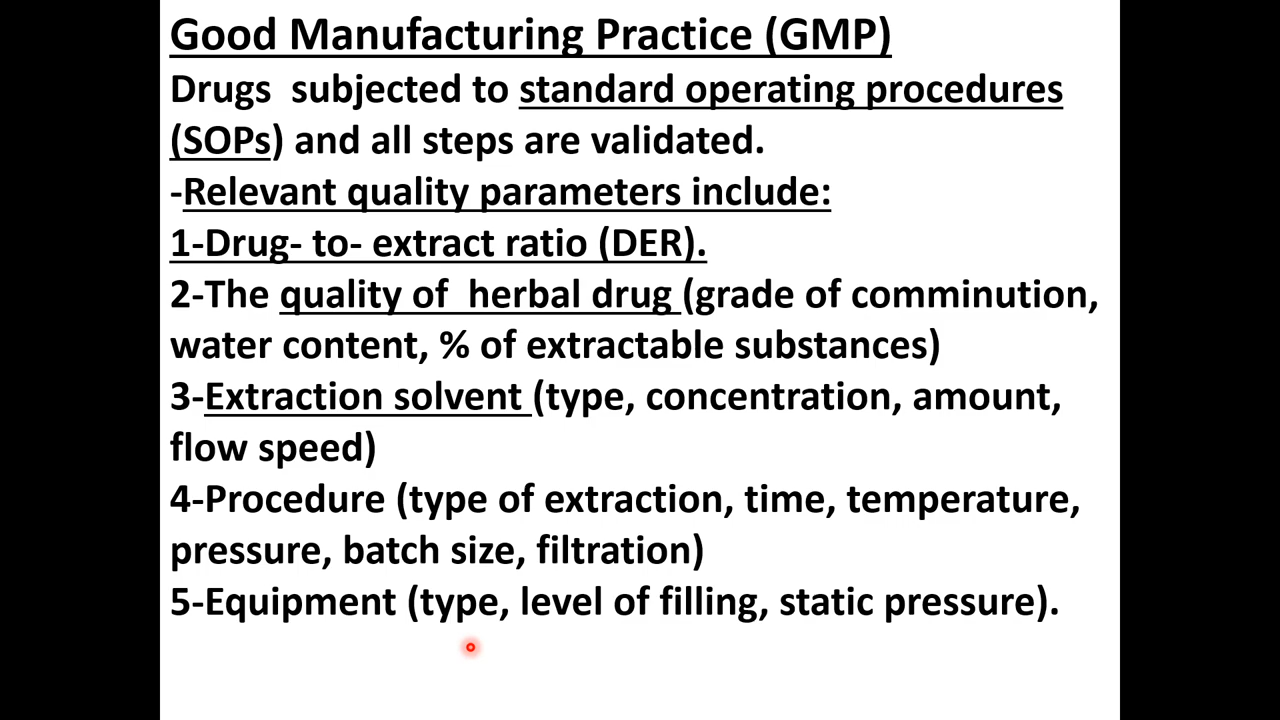 Good Manufacturing Practice (GMP)
Drugs  subjected to standard operating procedures
(SOPs) and all steps are validated.
-Relevant quality parameters include:
1-Drug- to- extract ratio (DER).
2-The quality of  herbal drug (grade of comminution,
water content, % of extractable substances)
3-Extraction solvent (type, concentration, amount,
flow speed)
4-Procedure (type of extraction, time, temperature,
pressure, batch size, filtration)
5-Equipment (type, level of filling, static pressure).